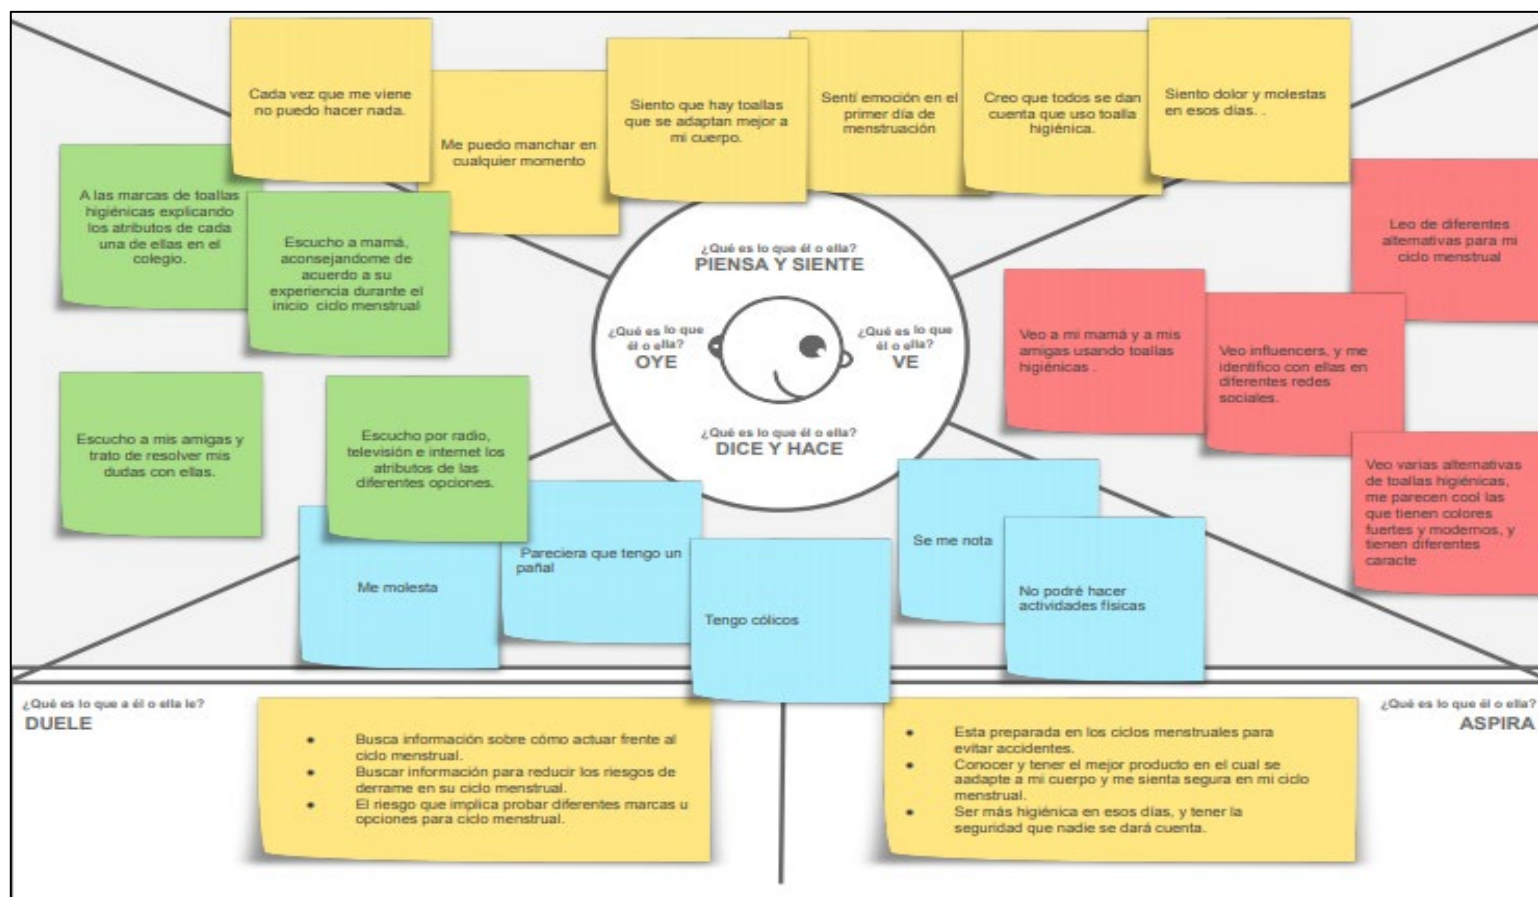 Cada vez que me viene
no puedo hacer nada.
Me puedo manchar en
cualquier momento
Siento que hay toallas
que se adaptan mejor a
mi cuerpo.
Sentí emoción en el
primer día de
menstruación
Creo que todos se dan
cuenta que uso toalla
higiénica.
Siento dolor y molestas
en esos días. .
A las marcas de toallas
higiénicas explicando
los atributos de cada
una de ellas en el
colegio.
Escucho a mamá,
aconsejandome de
acuerdo a su
experiencia durante el
inicio ciclo menstrual
Escucho a mis amigas y
trato de resolver mis
dudas con ellas.
Escucho por radio,
televisión e internet los
atributos de las
diferentes opciones.
¿Qué es lo que él o ella?
PIENSA Y SIENTE
¿Qué es lo que
él o ella?
OYE
¿Qué es lo que
él o ella?
VE
¿Qué es lo que él o ella?
DICE Y HACE
Leo de diferentes
alternativas para mi
ciclo menstrual
Veo a mi mamá y a mis
amigas usando toallas
higiénicas .
Veo influencers, y me
identifico con ellas en
diferentes redes
sociales.
Veo varias alternativas
de toallas higiénicas,
me parecen cool las
que tienen colores
fuertes y modernos, y
tienen diferentes
caracte
Me molesta
Pareciera que tengo un
pañal
Tengo cólicos
Se me nota
No podré hacer
actividades físicas
¿Qué es lo que a él o ella le?
DUELE
• Busca información sobre cómo actuar frente al
ciclo menstrual.
• Buscar información para reducir los riesgos de
derrame en su ciclo menstrual.
• El riesgo que implica probar diferentes marcas u
opciones para ciclo menstrual.
¿Qué es lo que él o ella?
ASPIRA
• Esta preparada en los ciclos menstruales para
evitar accidentes.
• Conocer y tener el mejor producto en el cual se
aadapte a mi cuerpo y me sienta segura en mi ciclo
menstrual.
• Ser más higiénica en esos días, y tener la
seguridad que nadie se dará cuenta.